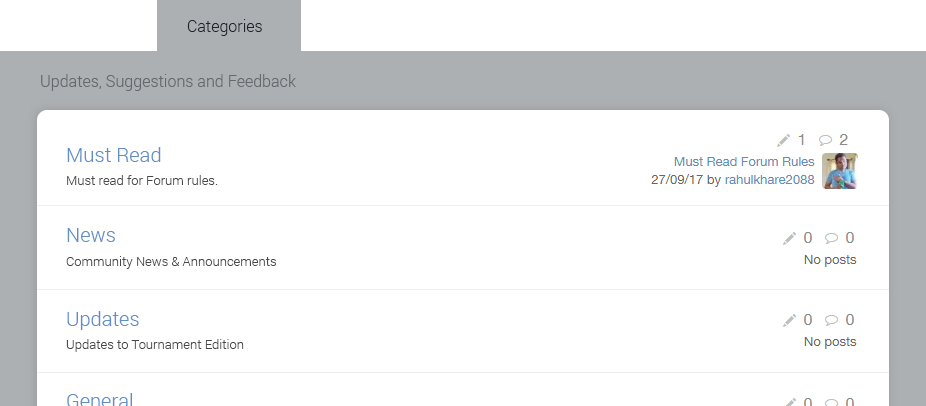 Categories
Updates, Suggestions and Feedback
1 2
Must Read
Must Read Forum Rules
Must read for Forum rules.
27/09/17 by rahulkhare2088
News
0 0
Community News & Announcements
No posts
Updates
0 0
Updates to Tournament Edition
No posts
General
0 0